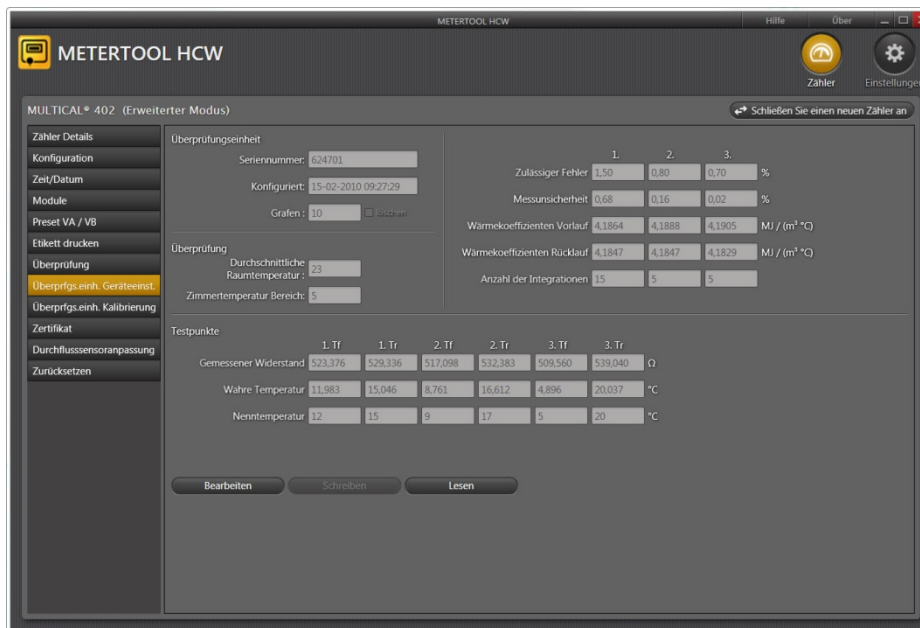 METERTOOL HCW
Hilfe
Über
METERTOOL HCW
Zähler
Einstellungen
MULTICAL® 402 (Erweiterter Modus)
Schließen Sie einen neuen Zähler an
Zähler Details
Konfiguration
Zeit/Datum
Module
Preset VA / VB
Etikett drucken
Überprüfung
Überprfgs.einh. Geräteeinst.
Überprfgs.einh. Kalibrierung
Zertifikat
Durchflusssensoranpassung
Zurücksetzen
Überprüfungseinheit
Seriennummer: 624701
Konfiguriert: 15-02-2010 09:27:29
Grafen: 10 löschen
Überprüfung
Durchschnittliche
Raumtemperatur : 23
Zimmertemperatur Bereich: 5
1. 2. 3.
Zulässiger Fehler 1,50 0,80 0,70 %
Messunsicherheit 0,68 0,16 0,02 %
Wärmekoeffizienten Vorlauf 4,1864 4,1888 4,1905 MJ / (m³ °C)
Wärmekoeffizienten Rücklauf 4,1847 4,1847 4,1829 MJ / (m³ °C)
Anzahl der Integrationen 15 5 5
Testpunkte
1. Tf 1. Tr 2. Tf 2. Tr 3. Tf 3. Tr
Gemessener Widerstand 523,376 529,336 517,098 532,383 509,560 539,040 Ω
Wahre Temperatur 11,983 15,046 8,761 16,612 4,896 20,037 °C
Nenntemperatur 12 15 9 17 5 20 °C
Bearbeiten
Schreiben
Lesen